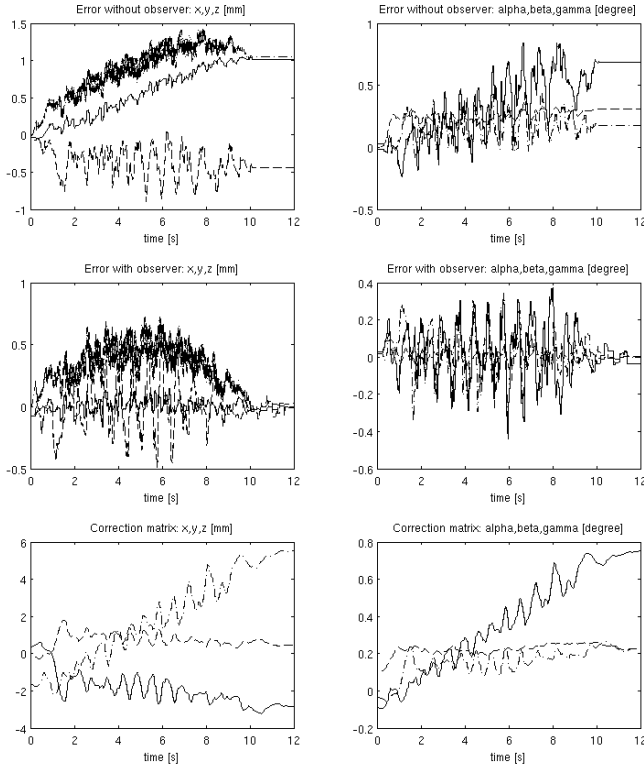 Error without observer: x,y,z [mm]
1.5
1
0.5
0
-0.5
-1
0 2 4 6 8 10 12
time [s]
Error without observer: alpha,beta,gamma [degree]
1
0.5
0
0.5
0 2 4 6 8 10 12
time [s]
Error with observer: x,y,z [mm]
1
0.5
0
-0.5
0 2 4 6 8 10 12
time [s]
Error with observer: alpha,beta,gamma [degree]
0.4
0.2
0
-0.2
-0.4
-0.6
0 2 4 6 8 10 12
time [s]
Correction matrix: x,y,z [mm]
6
4
2
0
-2
-4
0 2 4 6 8 10 12
time [s]
Correction matrix: alpha,beta,gamma [degree]
0.8
0.6
0.4
0.2
0
0.2
0 2 4 6 8 10 12
time [s]